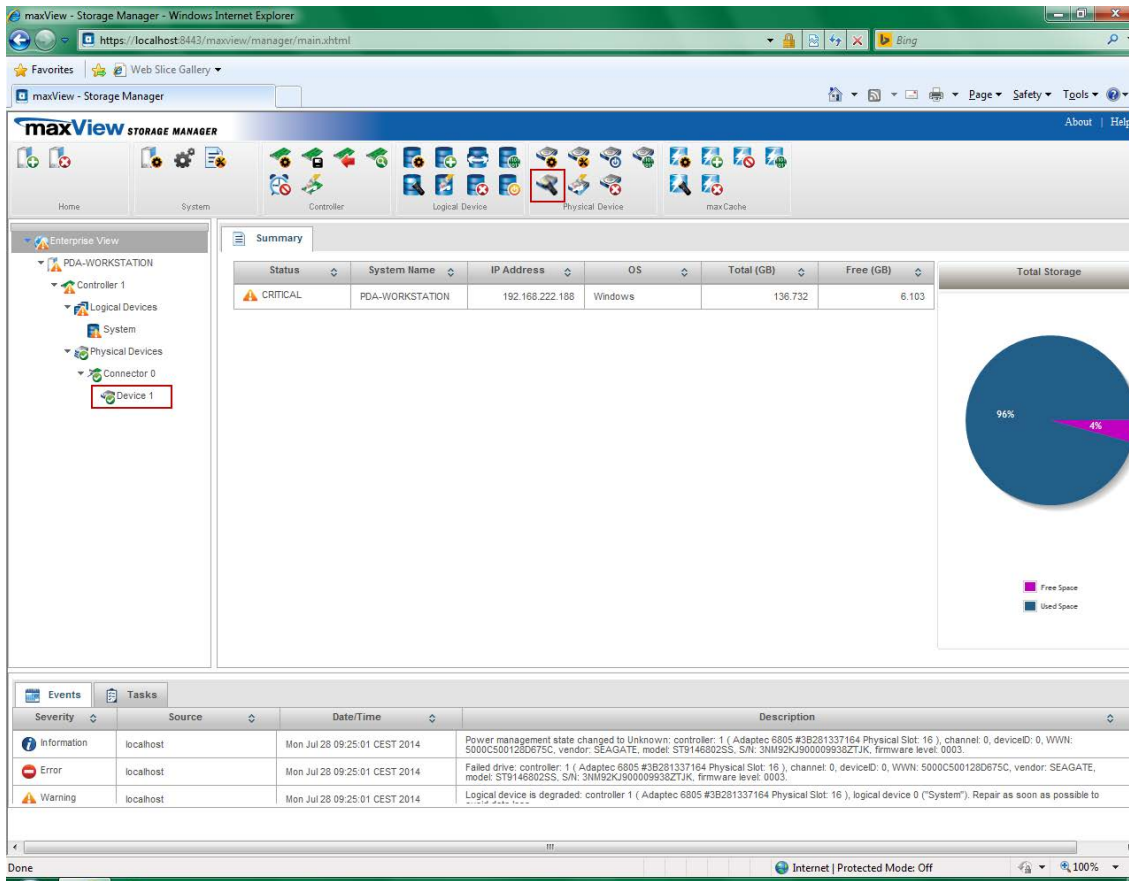 maxView - Storage Manager - Windows Internet Explorer
https://localhost:8443/maxview/manager/main.xhtml
Bing
Favorites
Web Slice Gallery
maxView - Storage Manager
Page
Safety
Tools
maxView STORAGE MANAGER
About | Help
Home
System
Controller
Logical Device
Physical Device
maxCache
Enterprise View
PDA-WORKSTATION
Controller 1
Logical Devices
System
Physical Devices
Connector 0
Device 1
Summary
Status System Name IP Address OS Total (GB) Free (GB)
CRITICAL PDA-WORKSTATION 192.168.222.188 Windows 136.732 6.103
Total Storage
96%
4%
Free Space
Used Space
Events
Tasks
Severity Source Date/Time Description
Information localhost Mon Jul 28 09:25:01 CEST 2014 Power management state changed to Unknown: controller: 1 ( Adaptec 6805 #3B281337164 Physical Slot: 16 ), channel: 0, deviceID: 0, WWN:
5000C500128D675C, vendor: SEAGATE, model: ST9146802SS, S/N: 3NM92KJ900009938ZTJK, firmware level: 0003.
Error localhost Mon Jul 28 09:25:01 CEST 2014 Failed drive: controller: 1 ( Adaptec 6805 #3B281337164 Physical Slot: 16 ), channel: 0, deviceID: 0, WWN: 5000C500128D675C, vendor: SEAGATE,
model: ST9146802SS, S/N: 3NM92KJ900009938ZTJK, firmware level: 0003.
Warning localhost Mon Jul 28 09:25:01 CEST 2014 Logical device is degraded: controller 1 ( Adaptec 6805 #3B281337164 Physical Slot: 16 ), logical device 0 ("System"). Repair as soon as possible to
Done
Internet | Protected Mode: Off
100%